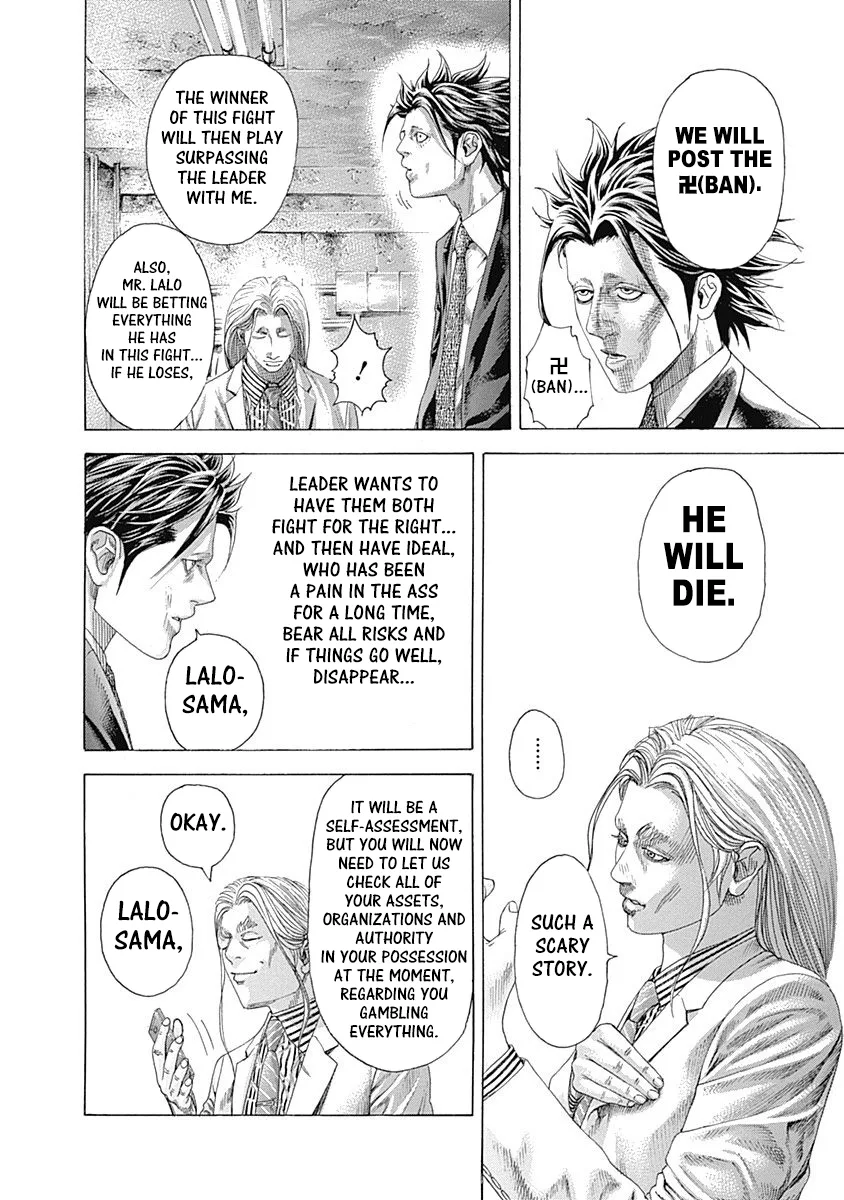 WE WILL
POST THE
卍(BAN).
卍
(BAN)...
THE WINNER
OF THIS FIGHT
WILL THEN PLAY
SURPASSING
THE LEADER
WITH ME.
!
ALSO,
MR. LALO
WILL BE BETTING
EVERYTHING
HE HAS
IN THIS FIGHT...
IF HE LOSES,
HE
WILL
DIE.
......
SUCH A
SCARY
STORY.
LEADER WANTS TO
HAVE THEM BOTH
FIGHT FOR THE RIGHT...
AND THEN HAVE IDEAL,
WHO HAS BEEN
A PAIN IN THE ASS
FOR A LONG TIME,
BEAR ALL RISKS AND
IF THINGS GO WELL,
DISAPPEAR...
LALO-
SAMA,
IT WILL BE A
SELF-ASSESSMENT,
BUT YOU WILL NOW
NEED TO LET US
CHECK ALL OF
YOUR ASSETS,
ORGANIZATIONS AND
AUTHORITY
IN YOUR POSSESSION
AT THE MOMENT,
REGARDING YOU
GAMBLING
EVERYTHING.
OKAY.
LALO-
SAMA,